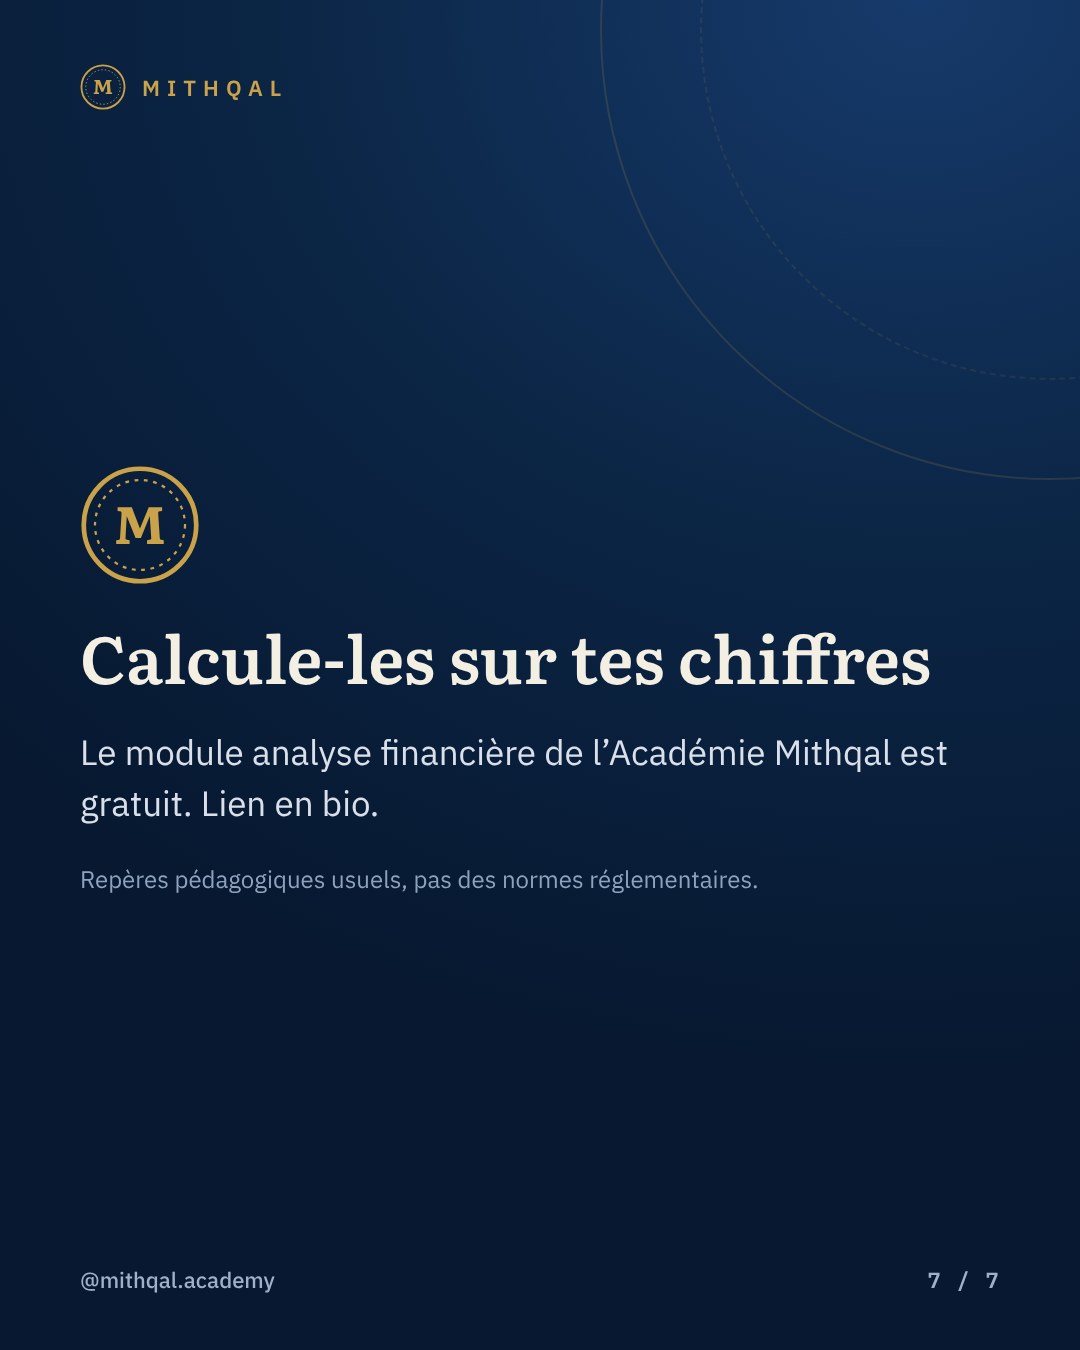 M MITHQAL
M
Calcule-les sur tes chiffres
Le module analyse financière de l’Académie Mithqal est
gratuit. Lien en bio.
Repères pédagogiques usuels, pas des normes réglementaires.
@mithqal.academy
7 / 7